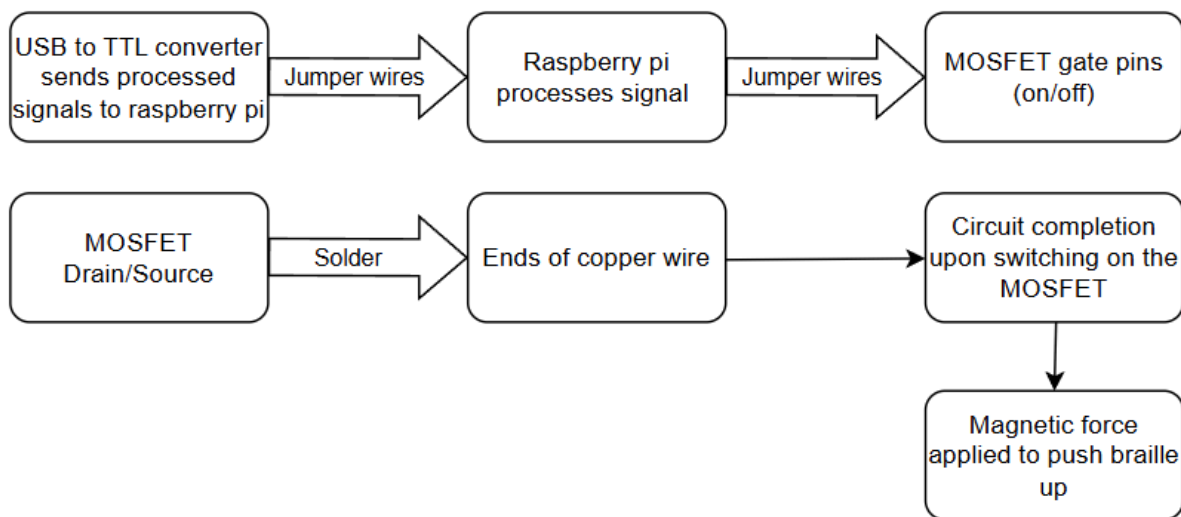 USB to TTL converter
sends processed
signals to raspberry pi
Jumper wires
Raspberry pi
processes signal
Jumper wires
MOSFET gate pins
(on/off)
MOSFET
Drain/Source
Solder
Ends of copper wire
Circuit completion
upon switching on the
MOSFET
Magnetic force
applied to push braille
up